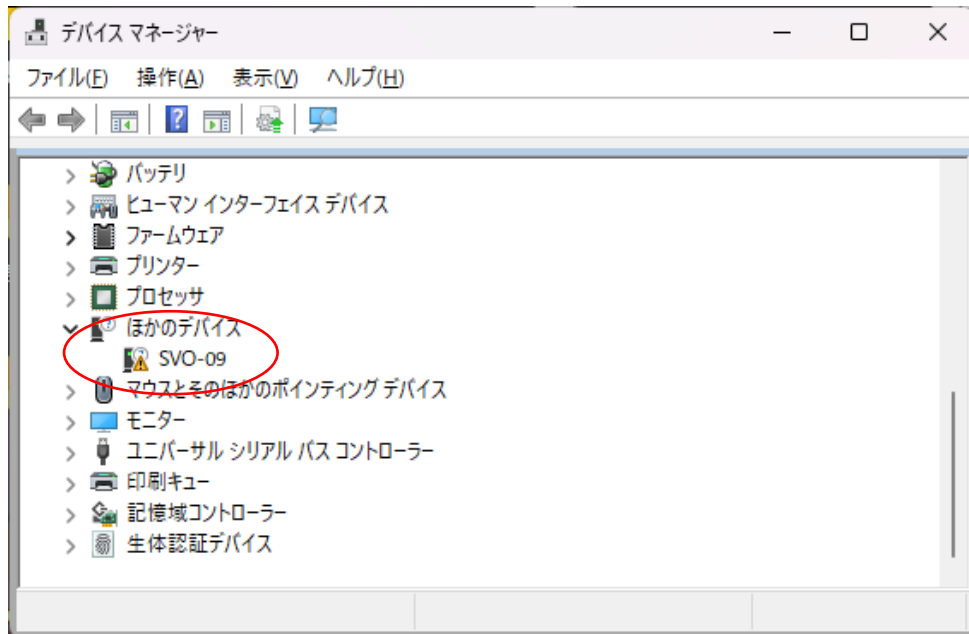 デバイス マネージャー
ファイル(F) 操作(A) 表示(V) ヘルプ(H)
バッテリ
ヒューマン インターフェイス デバイス
ファームウェア
プリンター
プロセッサ
ほかのデバイス
SVO-09
マウスとそのほかのポインティング デバイス
モニター
ユニバーサル シリアル バス コントローラー
印刷キュー
記憶域コントローラー
生体認証デバイス